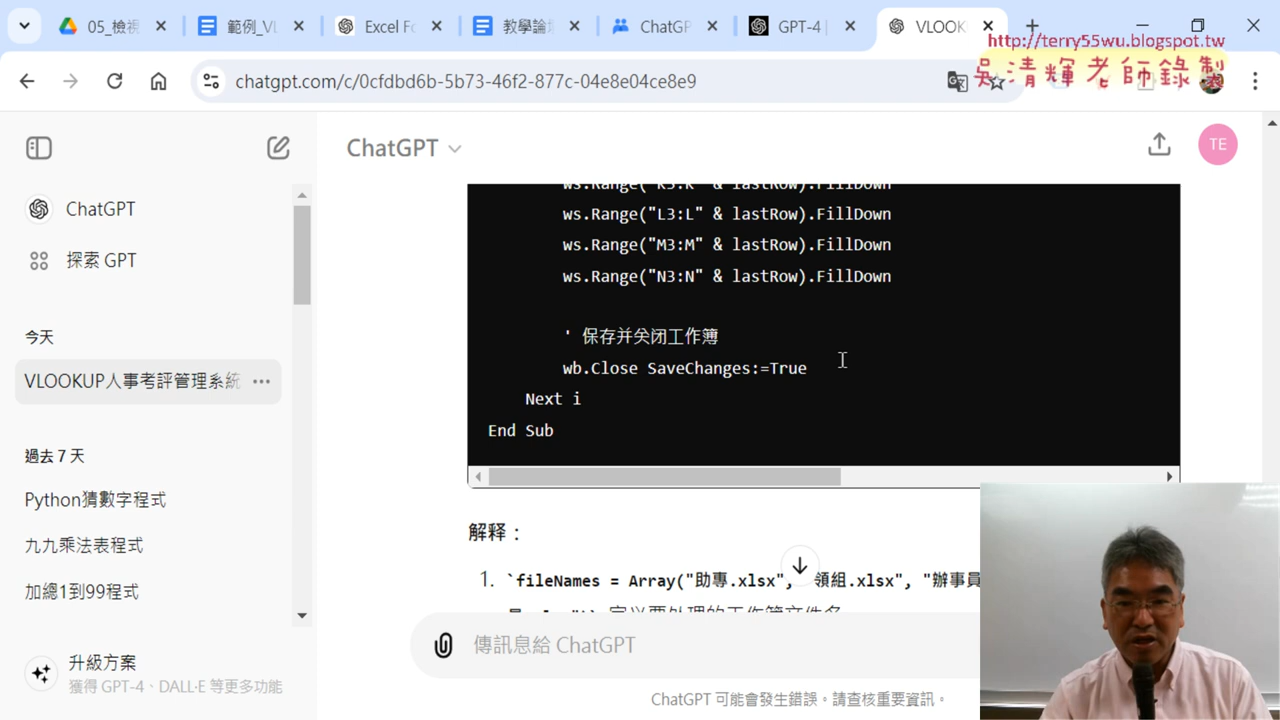 05_檢視
範例_VL
Excel Fo
教學論壇
ChatGP
GPT-4 |
VLOOK
http://terry55wu.blogspot.tw
chatgpt.com/c/0cfdbd6b-5b73-46f2-877c-04e8e04ce8e9
吳清輝老師錄製
ChatGPT
TE
ChatGPT
探索 GPT
今天
VLOOKUP人事考評管理系統
過去 7 天
Python猜數字程式
九九乘法表程式
加總1到99程式
升級方案
獲得 GPT-4、DALL·E 等更多功能
ws.Range("K3:K" & lastRow).FillDown
ws.Range("L3:L" & lastRow).FillDown
ws.Range("M3:M" & lastRow).FillDown
ws.Range("N3:N" & lastRow).FillDown
' 保存并关闭工作簿
wb.Close SaveChanges:=True
Next i
End Sub
解释：
1. `fileNames = Array("助專.xlsx", "領組.xlsx", "辦事員
傳訊息給 ChatGPT
ChatGPT 可能會發生錯誤。請查核重要資訊。